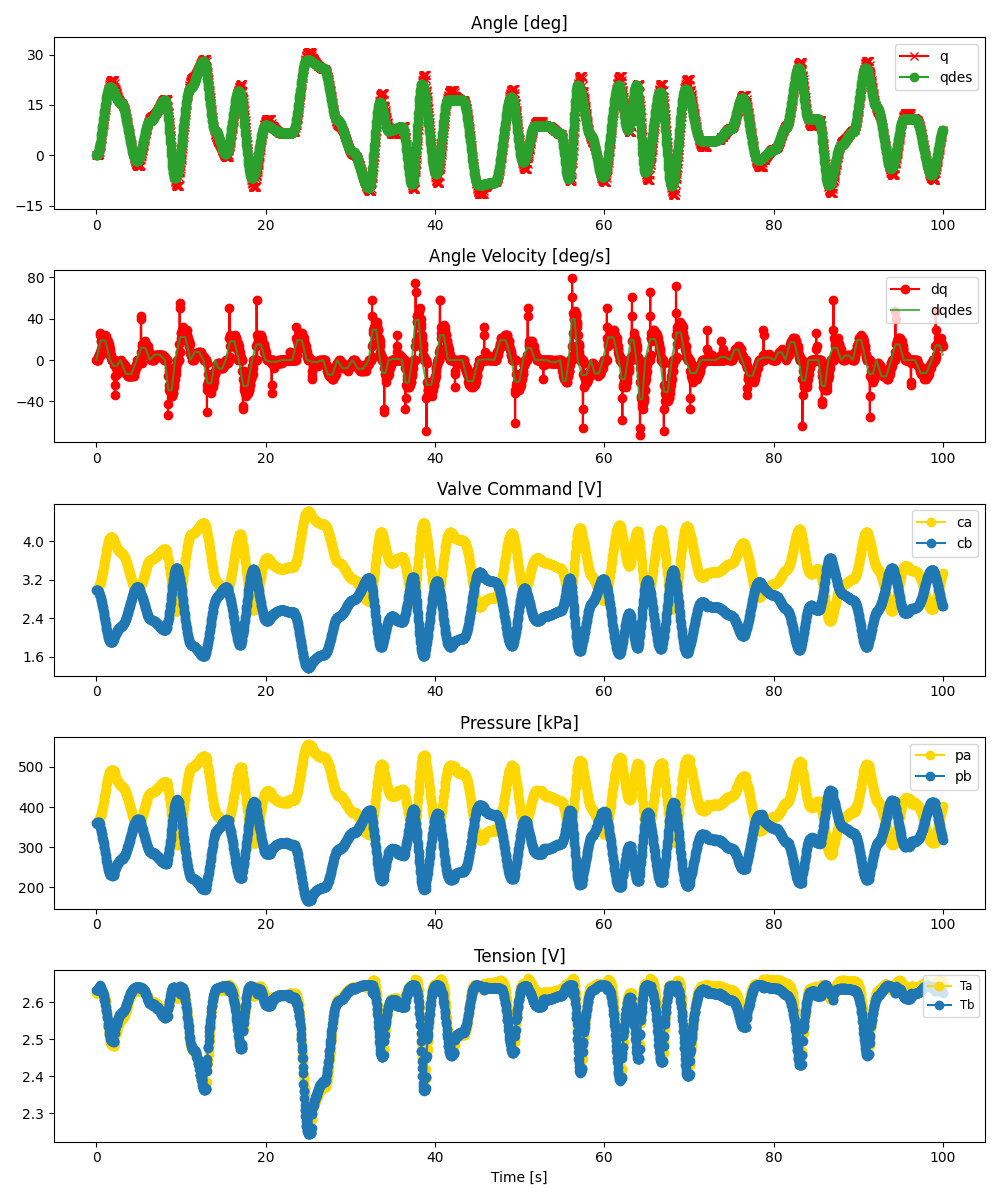 Angle [deg]
30
15
0
−15
q
qdes
0 20 40 60 80 100
Angle Velocity [deg/s]
80
40
0
−40
dq
dqdes
0 20 40 60 80 100
Valve Command [V]
4.0
3.2
2.4
1.6
ca
cb
0 20 40 60 80 100
Pressure [kPa]
500
400
300
200
pa
pb
0 20 40 60 80 100
Tension [V]
2.6
2.5
2.4
2.3
Ta
Tb
0 20 40 60 80 100
Time [s]